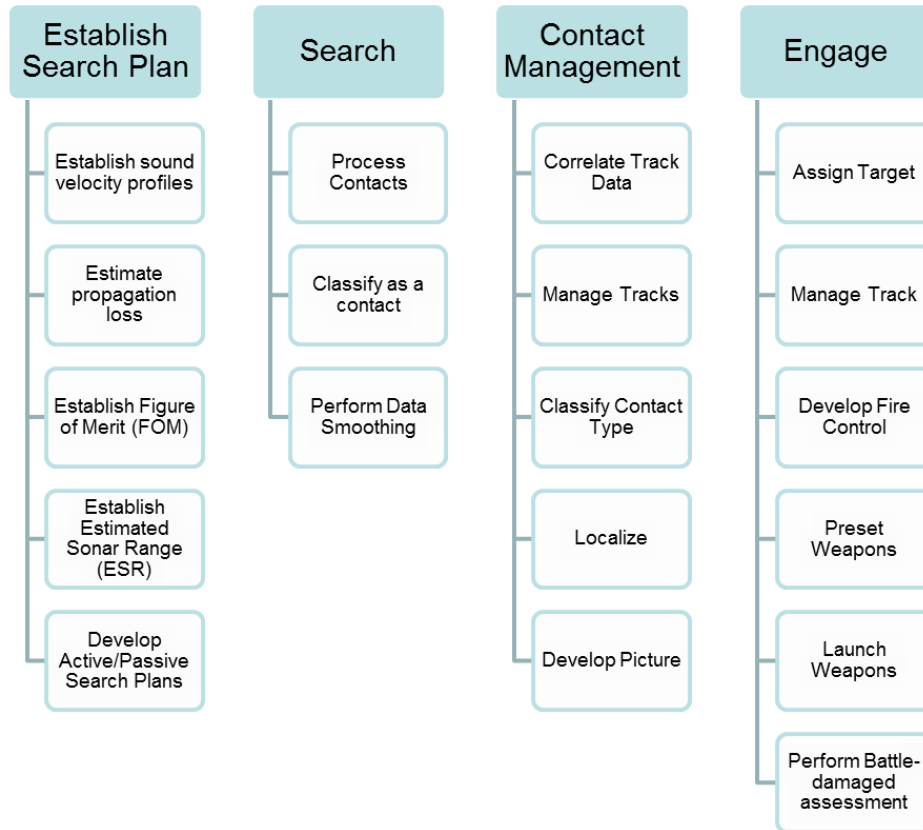 Establish
Search Plan
Establish sound
velocity profiles
Estimate
propagation
loss
Establish Figure
of Merit (FOM)
Establish
Estimated
Sonar Range
(ESR)
Develop
Active/Passive
Search Plans
Search
Process
Contacts
Classify as a
contact
Perform Data
Smoothing
Contact
Management
Correlate Track
Data
Manage Tracks
Classify Contact
Type
Localize
Develop Picture
Engage
Assign Target
Manage Track
Develop Fire
Control
Preset
Weapons
Launch
Weapons
Perform Battle-
damaged
assessment